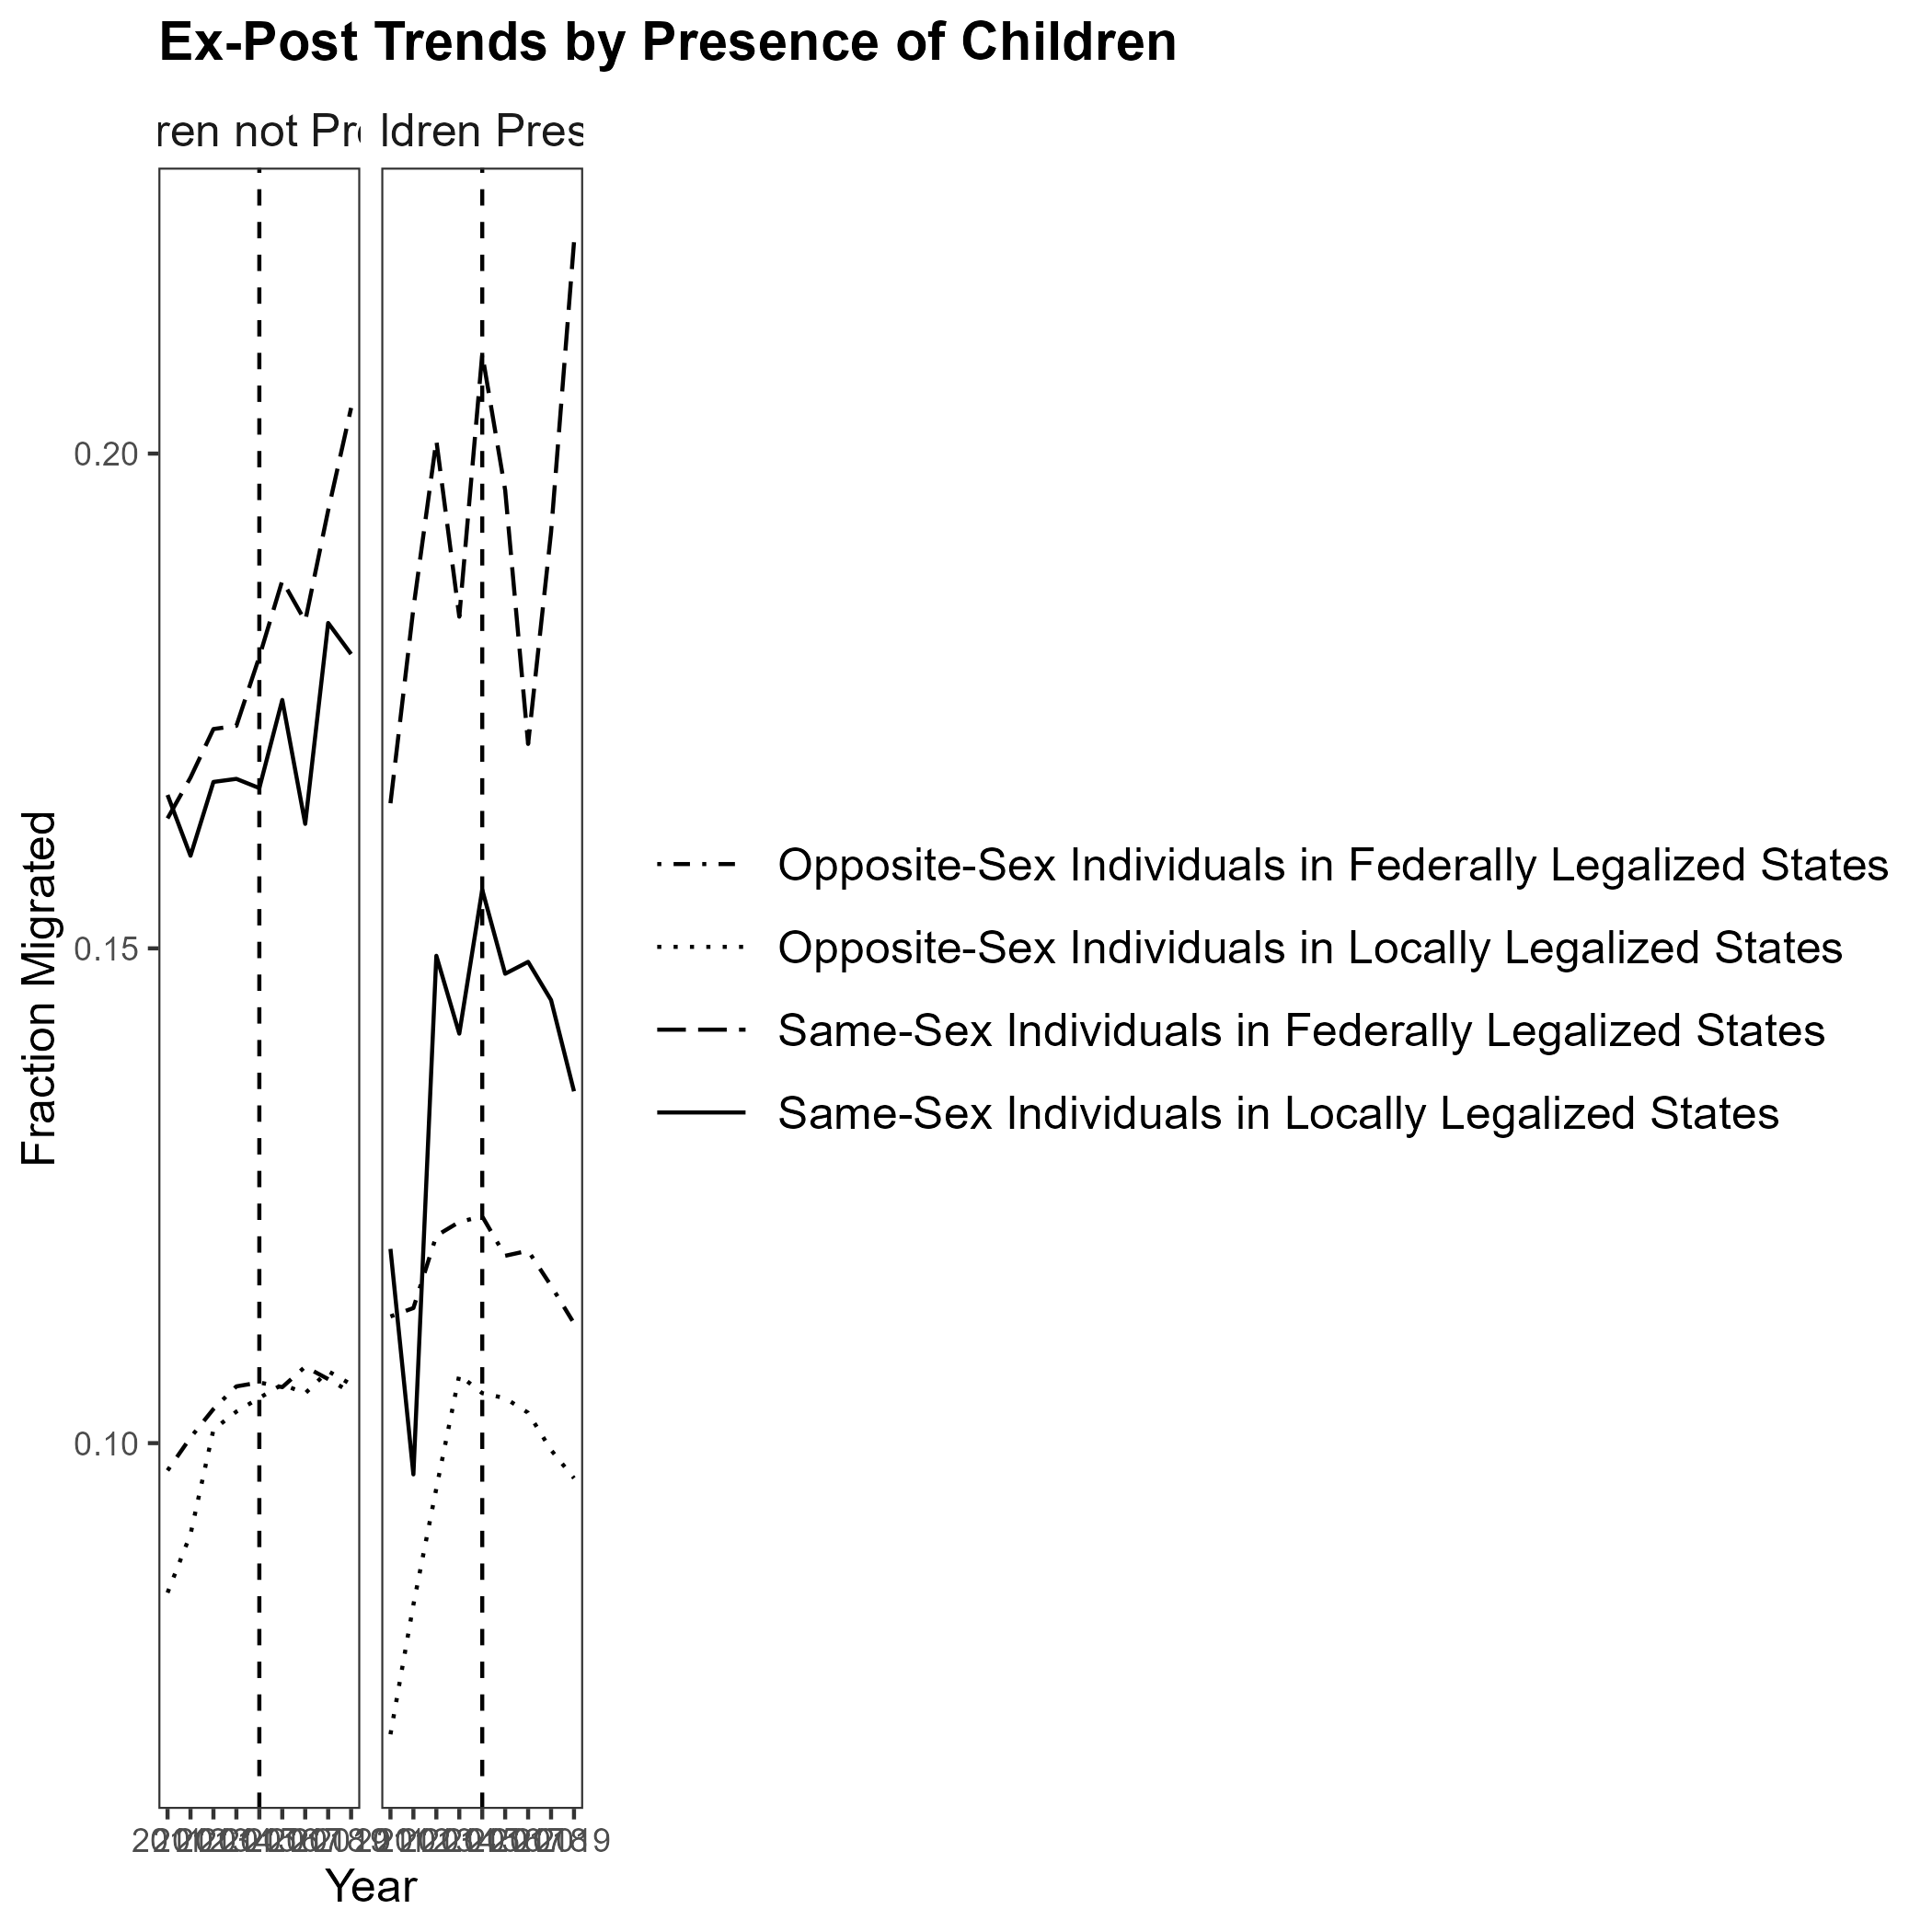 Ex-Post Trends by Presence of Children
ren not Pr
ldren Pres
0.20
0.15
0.10
Fraction Migrated
Opposite-Sex Individuals in Federally Legalized States
Opposite-Sex Individuals in Locally Legalized States
Same-Sex Individuals in Federally Legalized States
Same-Sex Individuals in Locally Legalized States
Year